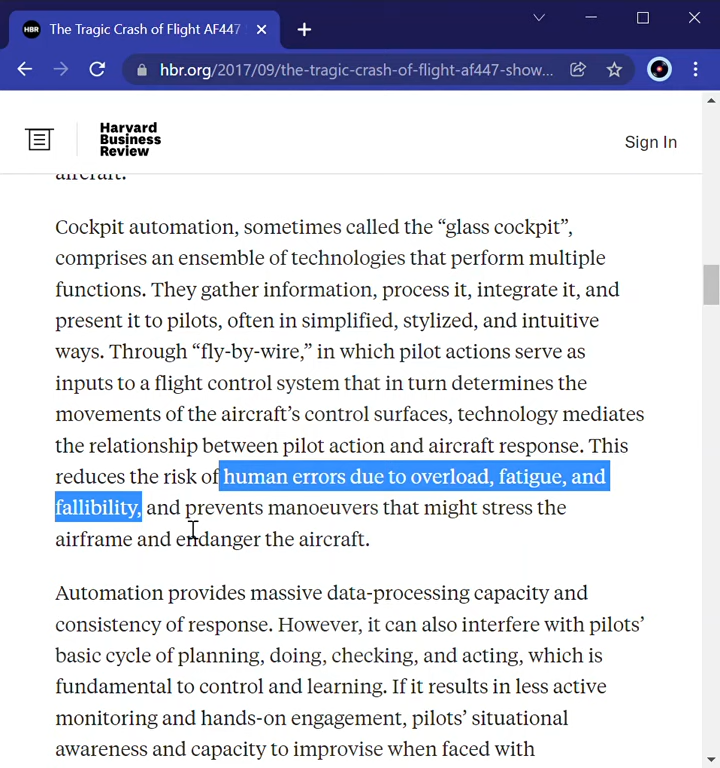 HBR
The Tragic Crash of Flight AF447
hbr.org/2017/09/the-tragic-crash-of-flight-af447-show...
Harvard
Business
Review
Sign In
aircraft.
Cockpit automation, sometimes called the “glass cockpit”,
comprises an ensemble of technologies that perform multiple
functions. They gather information, process it, integrate it, and
present it to pilots, often in simplified, stylized, and intuitive
ways. Through “fly-by-wire,” in which pilot actions serve as
inputs to a flight control system that in turn determines the
movements of the aircraft’s control surfaces, technology mediates
the relationship between pilot action and aircraft response. This
reduces the risk of human errors due to overload, fatigue, and
fallibility, and prevents manoeuvers that might stress the
airframe and endanger the aircraft.
Automation provides massive data-processing capacity and
consistency of response. However, it can also interfere with pilots’
basic cycle of planning, doing, checking, and acting, which is
fundamental to control and learning. If it results in less active
monitoring and hands-on engagement, pilots’ situational
awareness and capacity to improvise when faced with